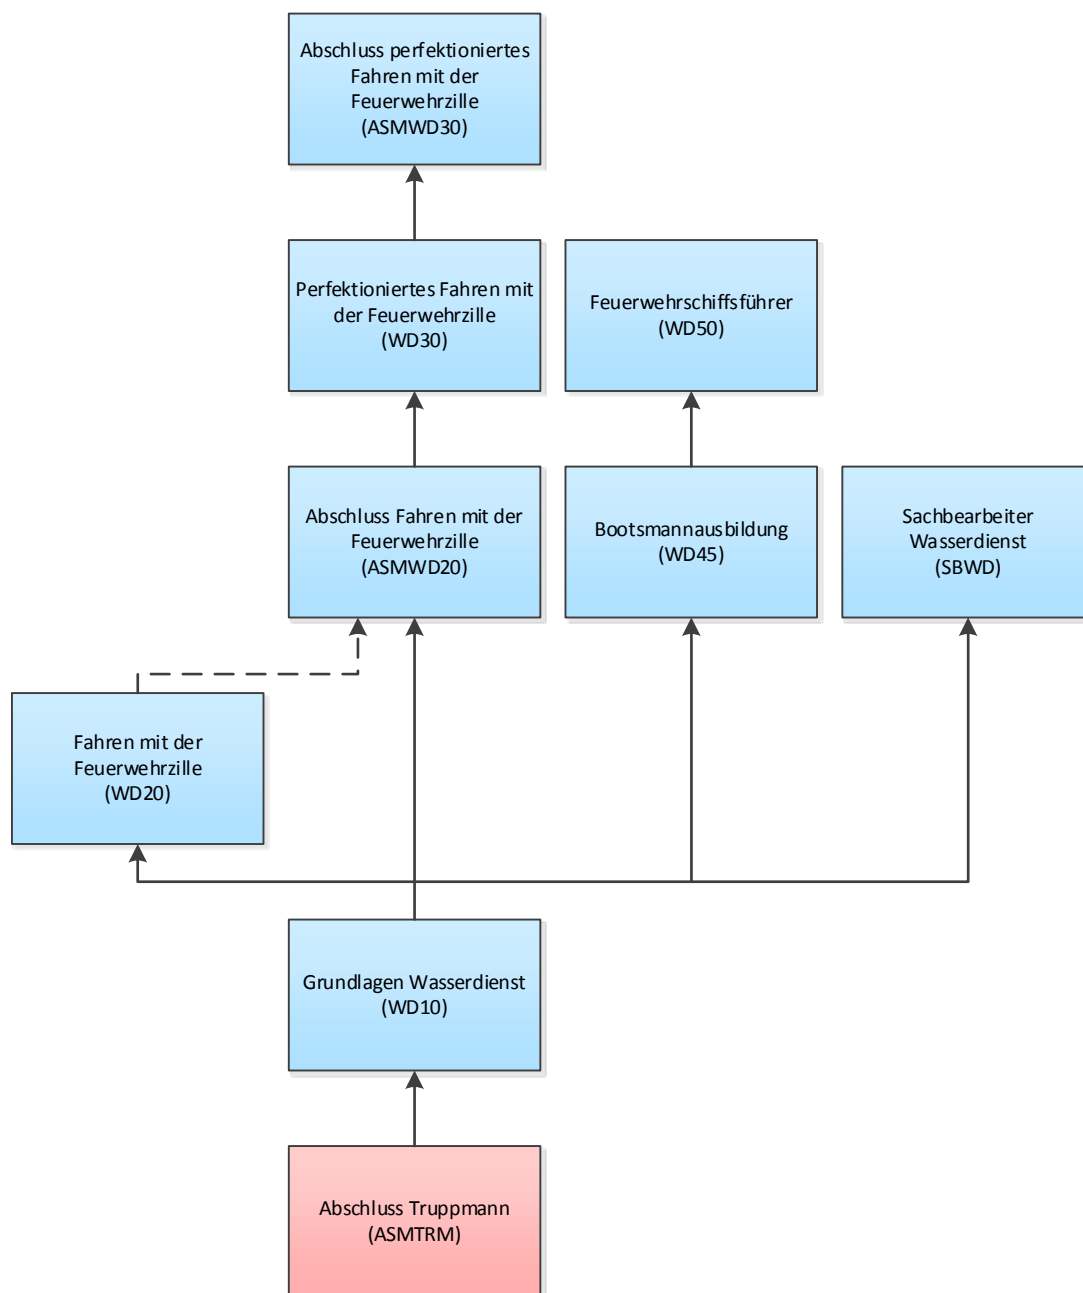 Abschluss perfektioniertes
Fahren mit der
Feuerwehrzille
(ASMWD30)
Perfektioniertes Fahren mit
der Feuerwehrzille
(WD30)
Feuerwehrschiffsführer
(WD50)
Abschluss Fahren mit der
Feuerwehrzille
(ASMWD20)
Bootsmannausbildung
(WD45)
Sachbearbeiter
Wasserdienst
(SBWD)
Fahren mit der
Feuerwehrzille
(WD20)
Grundlagen Wasserdienst
(WD10)
Abschluss Truppmann
(ASMTRM)